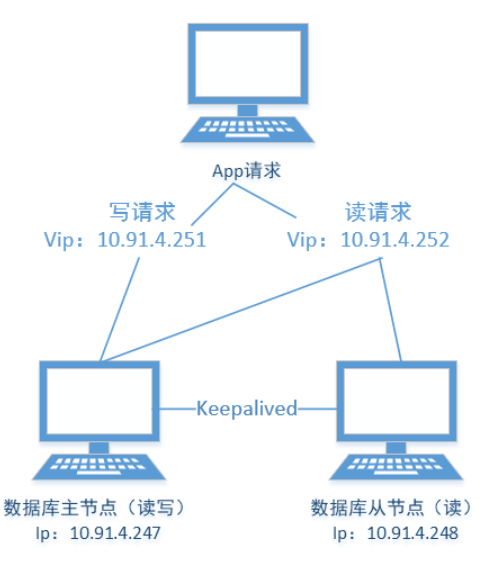 App请求
写请求
Vip：10.91.4.251
读请求
Vip：10.91.4.252
Keepalived
数据库主节点（读写）
Ip：10.91.4.247
数据库从节点（读）
Ip：10.91.4.248